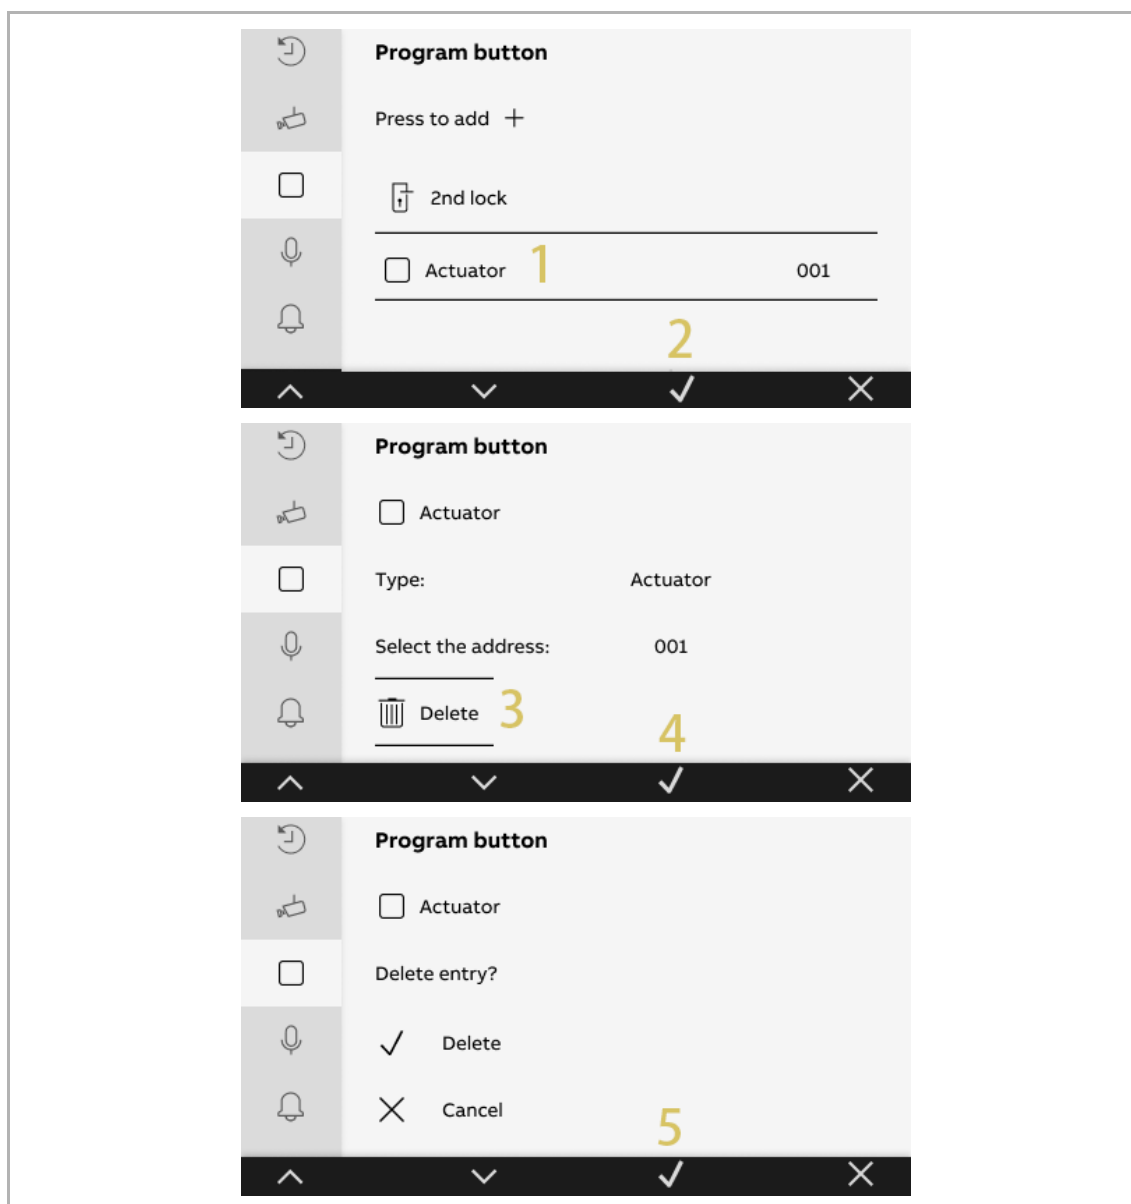 Program button
Press to add +
2nd lock
Actuator 1 001
2
Program button
Actuator
Type: Actuator
Select the address: 001
Delete 3
4
Program button
Actuator
Delete entry?
Delete
Cancel
5